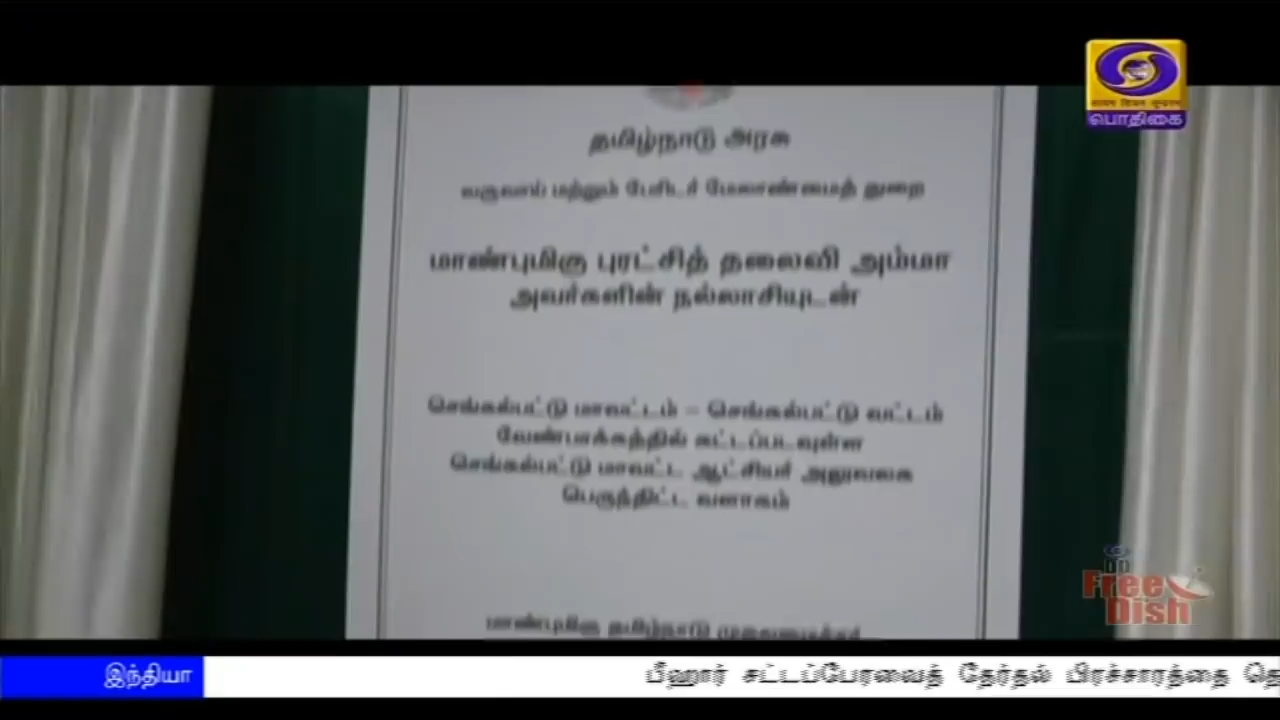 பொதிகை
தமிழ்நாடு அரசு
வருவாய் மற்றும் பேரிடர் மேலாண்மைத் துறை
மாண்புமிகு புரட்சித் தலைவி அம்மா
அவர்களின் நல்லாசியுடன்
செங்கல்பட்டு மாவட்டம் – செங்கல்பட்டு வட்டம்
வேண்பாக்கத்தில் கட்டப்படவுள்ள
செங்கல்பட்டு மாவட்ட ஆட்சியர் அலுவலக
பெருந்திட்ட வளாகம்
மாண்புமிகு தமிழ்நாடு முதலமைச்சர்
DD
Free
Dish
இந்தியா
பீஹார் சட்டப்பேரவைத் தேர்தல் பிரச்சாரத்தை தெ